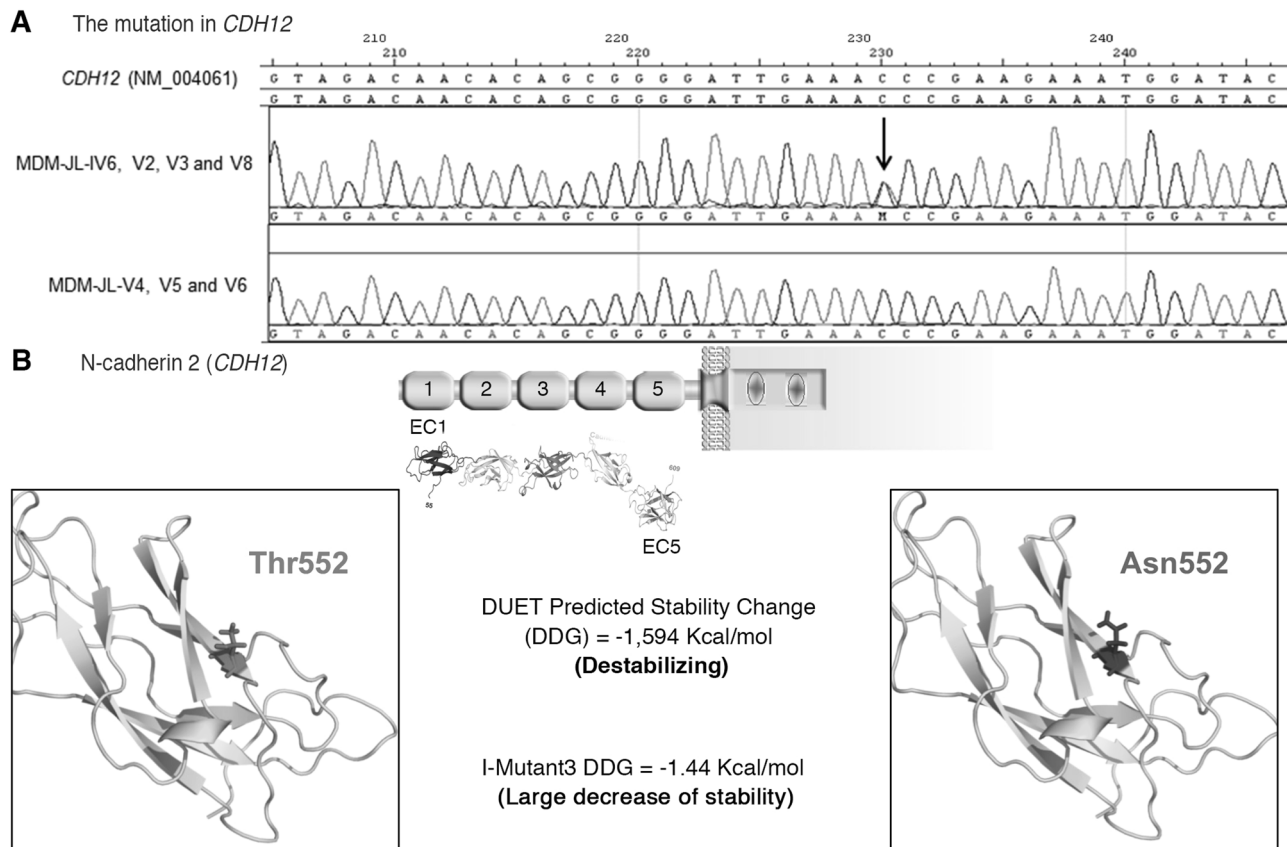 A The mutation in CDH12
210 220 230 240
210 220 230 240
CDH12 (NM_004061) G T A G A C A A C A C A G C G G G G A T T G A A A C C C G A A G A A A T G G A T A C
G T A G A C A A C A C A G C G G G G A T T G A A A C C C G A A G A A A T G G A T A C
MDM-JL-IV6, V2, V3 and V8
G T A G A C A A C A C A G C G G G G A T T G A A A M C C G A A G A A A T G G A T A C
MDM-JL-V4, V5 and V6
G T A G A C A A C A C A G C G G G G A T T G A A A C C C G A A G A A A T G G A T A C
B N-cadherin 2 (CDH12)
1 2 3 4 5
EC1
609
55
EC5
Thr552
Asn552
DUET Predicted Stability Change
(DDG) = -1,594 Kcal/mol
(Destabilizing)
I-Mutant3 DDG = -1.44 Kcal/mol
(Large decrease of stability)